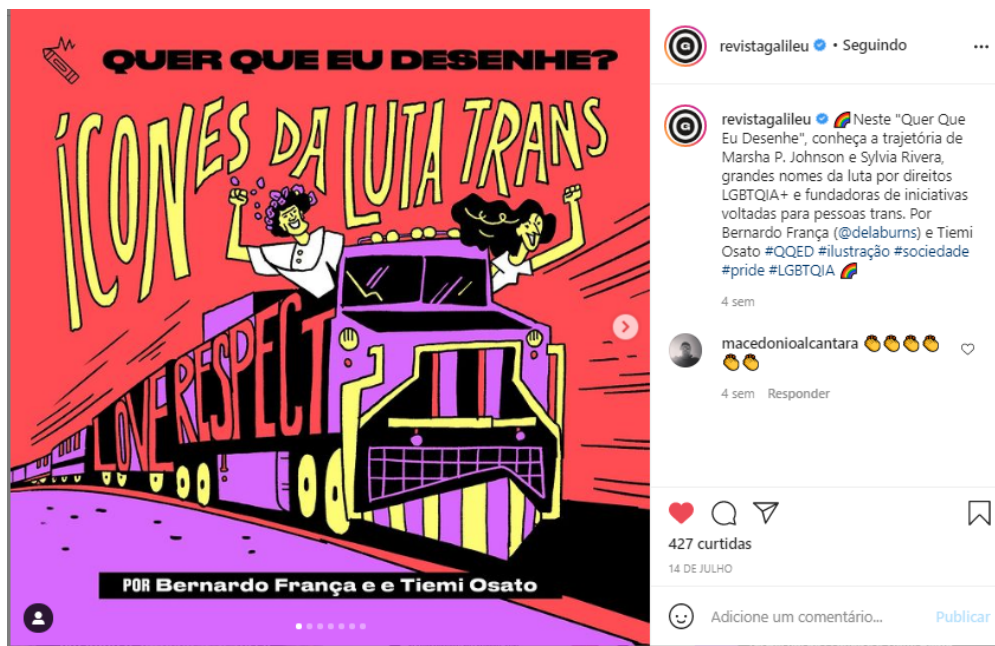 QUER QUE EU DESENHE?
ÍCONES DA LUTA TRANS
LOVE RESPECT
POR Bernardo França e e Tiemi Osato
revistagalileu • Seguindo
revistagalileu 🌈Neste "Quer Que
Eu Desenhe", conheça a trajetória de
Marsha P. Johnson e Sylvia Rivera,
grandes nomes da luta por direitos
LGBTQIA+ e fundadoras de iniciativas
voltadas para pessoas trans. Por
Bernardo França (@delaburns) e Tiemi
Osato #QQED #ilustração #sociedade
#pride #LGBTQIA 🌈
4 sem
macedonioalcantara 👏👏👏👏
👏👏
4 sem Responder
427 curtidas
14 DE JULHO
Adicione um comentário... Publicar